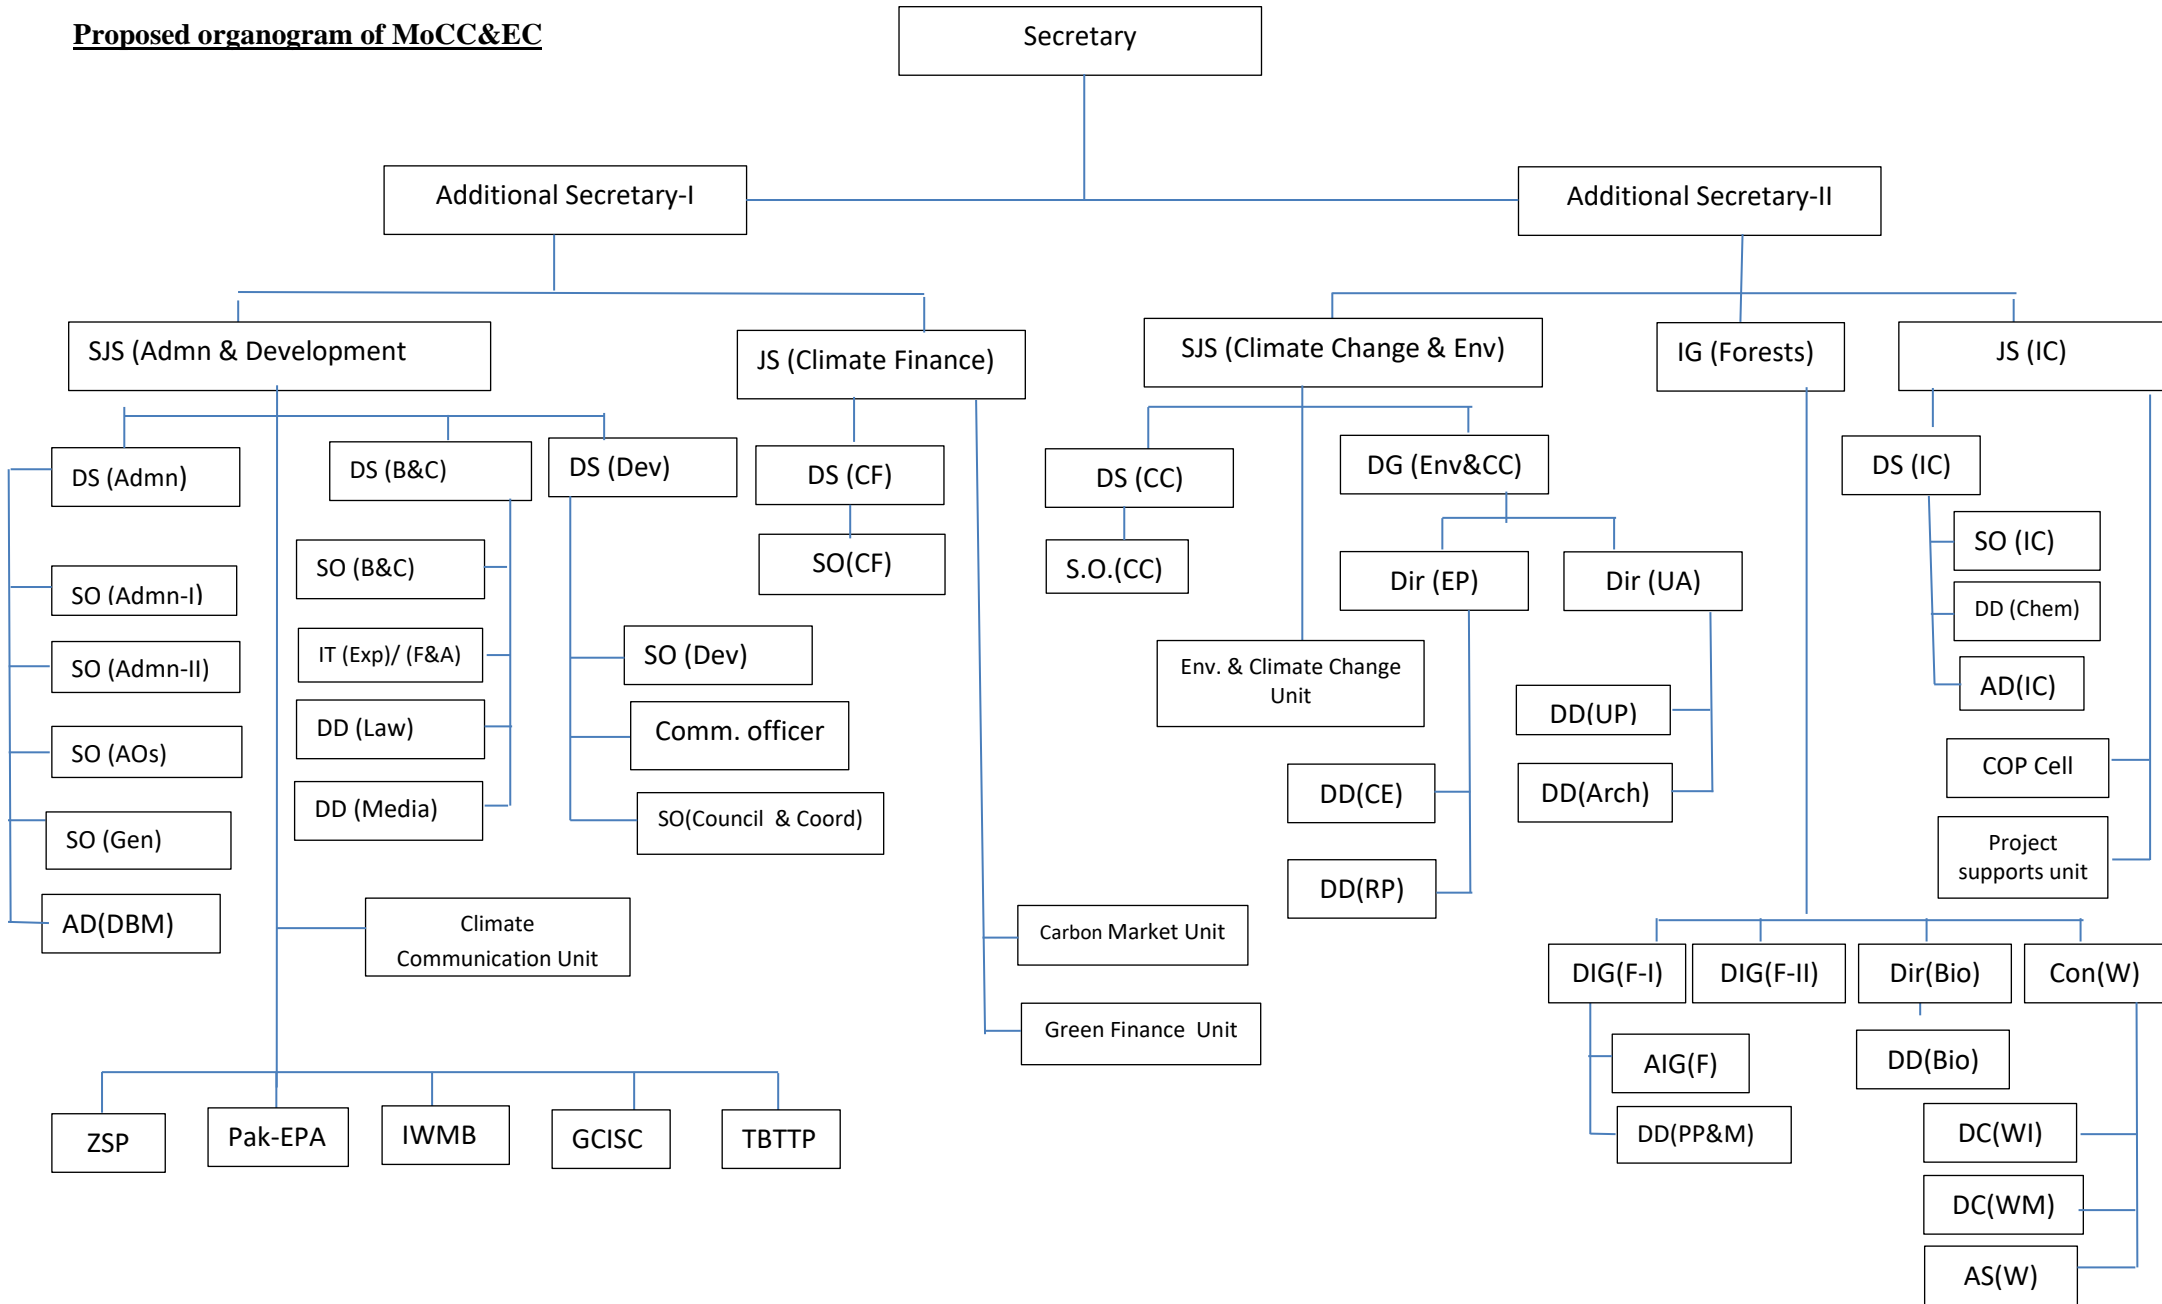 Proposed organogram of MoCC&EC
Secretary
Additional Secretary-I
Additional Secretary-II
SJS (Admn & Development
JS (Climate Finance)
SJS (Climate Change & Env)
IG (Forests)
JS (IC)
DS (Admn)
DS (B&C)
DS (Dev)
DS (CF)
DS (CC)
DG (Env&CC)
DS (IC)
SO (Admn-I)
SO (Admn-II)
SO (AOs)
SO (Gen)
AD(DBM)
SO (B&C)
IT (Exp)/ (F&A)
DD (Law)
DD (Media)
SO (Dev)
Comm. officer
SO(Council & Coord)
SO(CF)
S.O.(CC)
Dir (EP)
Dir (UA)
SO (IC)
DD (Chem)
AD(IC)
Env. & Climate Change
Unit
DD(UP)
DD(Arch)
DD(CE)
DD(RP)
COP Cell
Project
supports unit
Climate
Communication Unit
Carbon Market Unit
Green Finance Unit
DIG(F-I)
DIG(F-II)
Dir(Bio)
Con(W)
AIG(F)
DD(PP&M)
DD(Bio)
DC(WI)
DC(WM)
AS(W)
ZSP
Pak-EPA
IWMB
GCISC
TBTTP